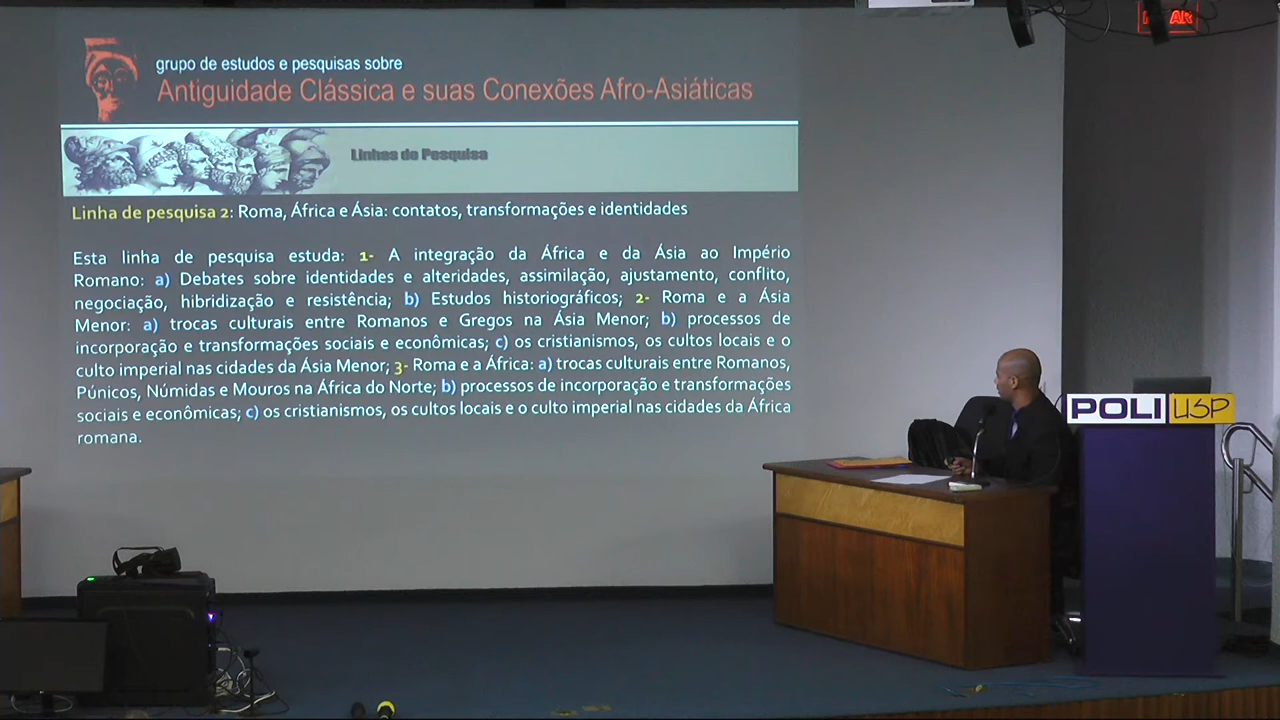 grupo de estudos e pesquisas sobre
Antiguidade Clássica e suas Conexões Afro-Asiáticas
Linhas de Pesquisa
Linha de pesquisa 2: Roma, África e Ásia: contatos, transformações e identidades
Esta linha de pesquisa estuda: 1- A integração da África e da Ásia ao Império
Romano: a) Debates sobre identidades e alteridades, assimilação, ajustamento, conflito,
negociação, hibridização e resistência; b) Estudos historiográficos; 2- Roma e a Ásia
Menor: a) trocas culturais entre Romanos e Gregos na Ásia Menor; b) processos de
incorporação e transformações sociais e econômicas; c) os cristianismos, os cultos locais e o
culto imperial nas cidades da Ásia Menor; 3- Roma e a África: a) trocas culturais entre Romanos,
Púnicos, Númidas e Mouros na África do Norte; b) processos de incorporação e transformações
sociais e econômicas; c) os cristianismos, os cultos locais e o culto imperial nas cidades da África
romana.
POLI USP